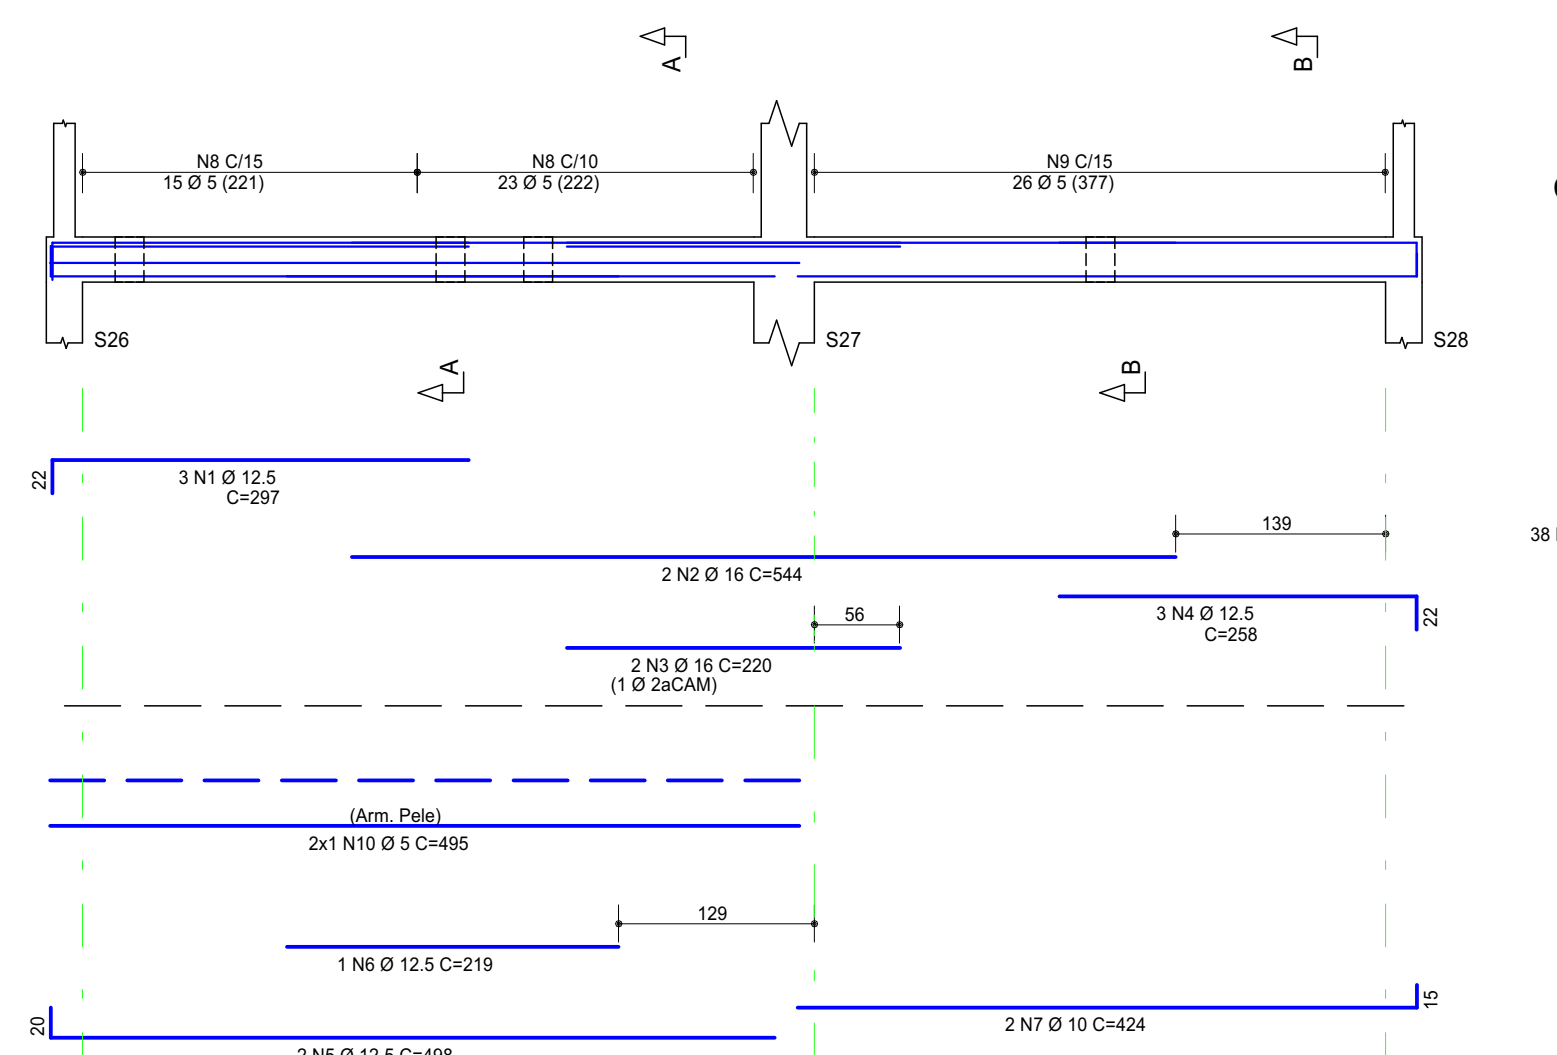 A
B
N8 C/15
15 Ø 5 (221)
N8 C/10
23 Ø 5 (222)
N9 C/15
26 Ø 5 (377)
S26
S27
S28
A
B
22
3 N1 Ø 12.5
C=297
139
38
2 N2 Ø 16 C=544
3 N4 Ø 12.5
C=258
22
56
2 N3 Ø 16 C=220
(1 Ø 2aCAM)
(Arm. Pele)
2x1 N10 Ø 5 C=495
129
1 N6 Ø 12.5 C=219
15
20
2 N7 Ø 10 C=424
2 N5 Ø 12.5 C=498